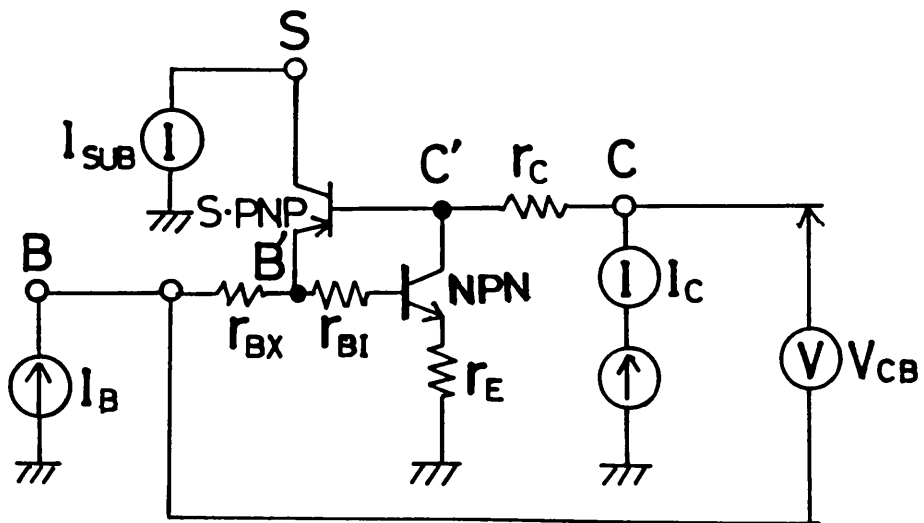 S
I_SUB
I
S·PNP
C'
r_C
C
B
B'
NPN
I
I_C
r_BX
r_BI
I_B
r_E
V
V_CB